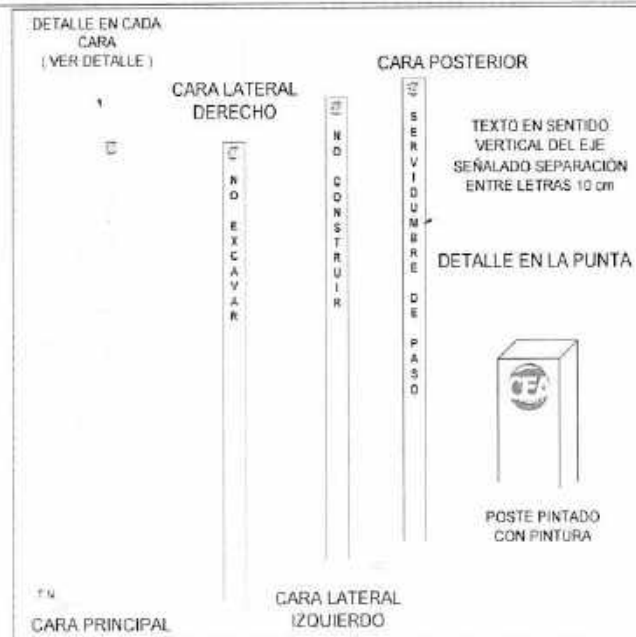 DETALLE EN CADA
CARA
( VER DETALLE )
CARA LATERAL
DERECHO
CARA POSTERIOR
NO EXCAVAR
NO CONSTRUIR
SERVIDUMBRE DE PASO
TEXTO EN SENTIDO
VERTICAL DEL EJE
SEÑALADO SEPARACIÓN
ENTRE LETRAS 10 cm
DETALLE EN LA PUNTA
CEA
POSTE PINTADO
CON PINTURA
T N
CARA PRINCIPAL
CARA LATERAL
IZQUIERDO